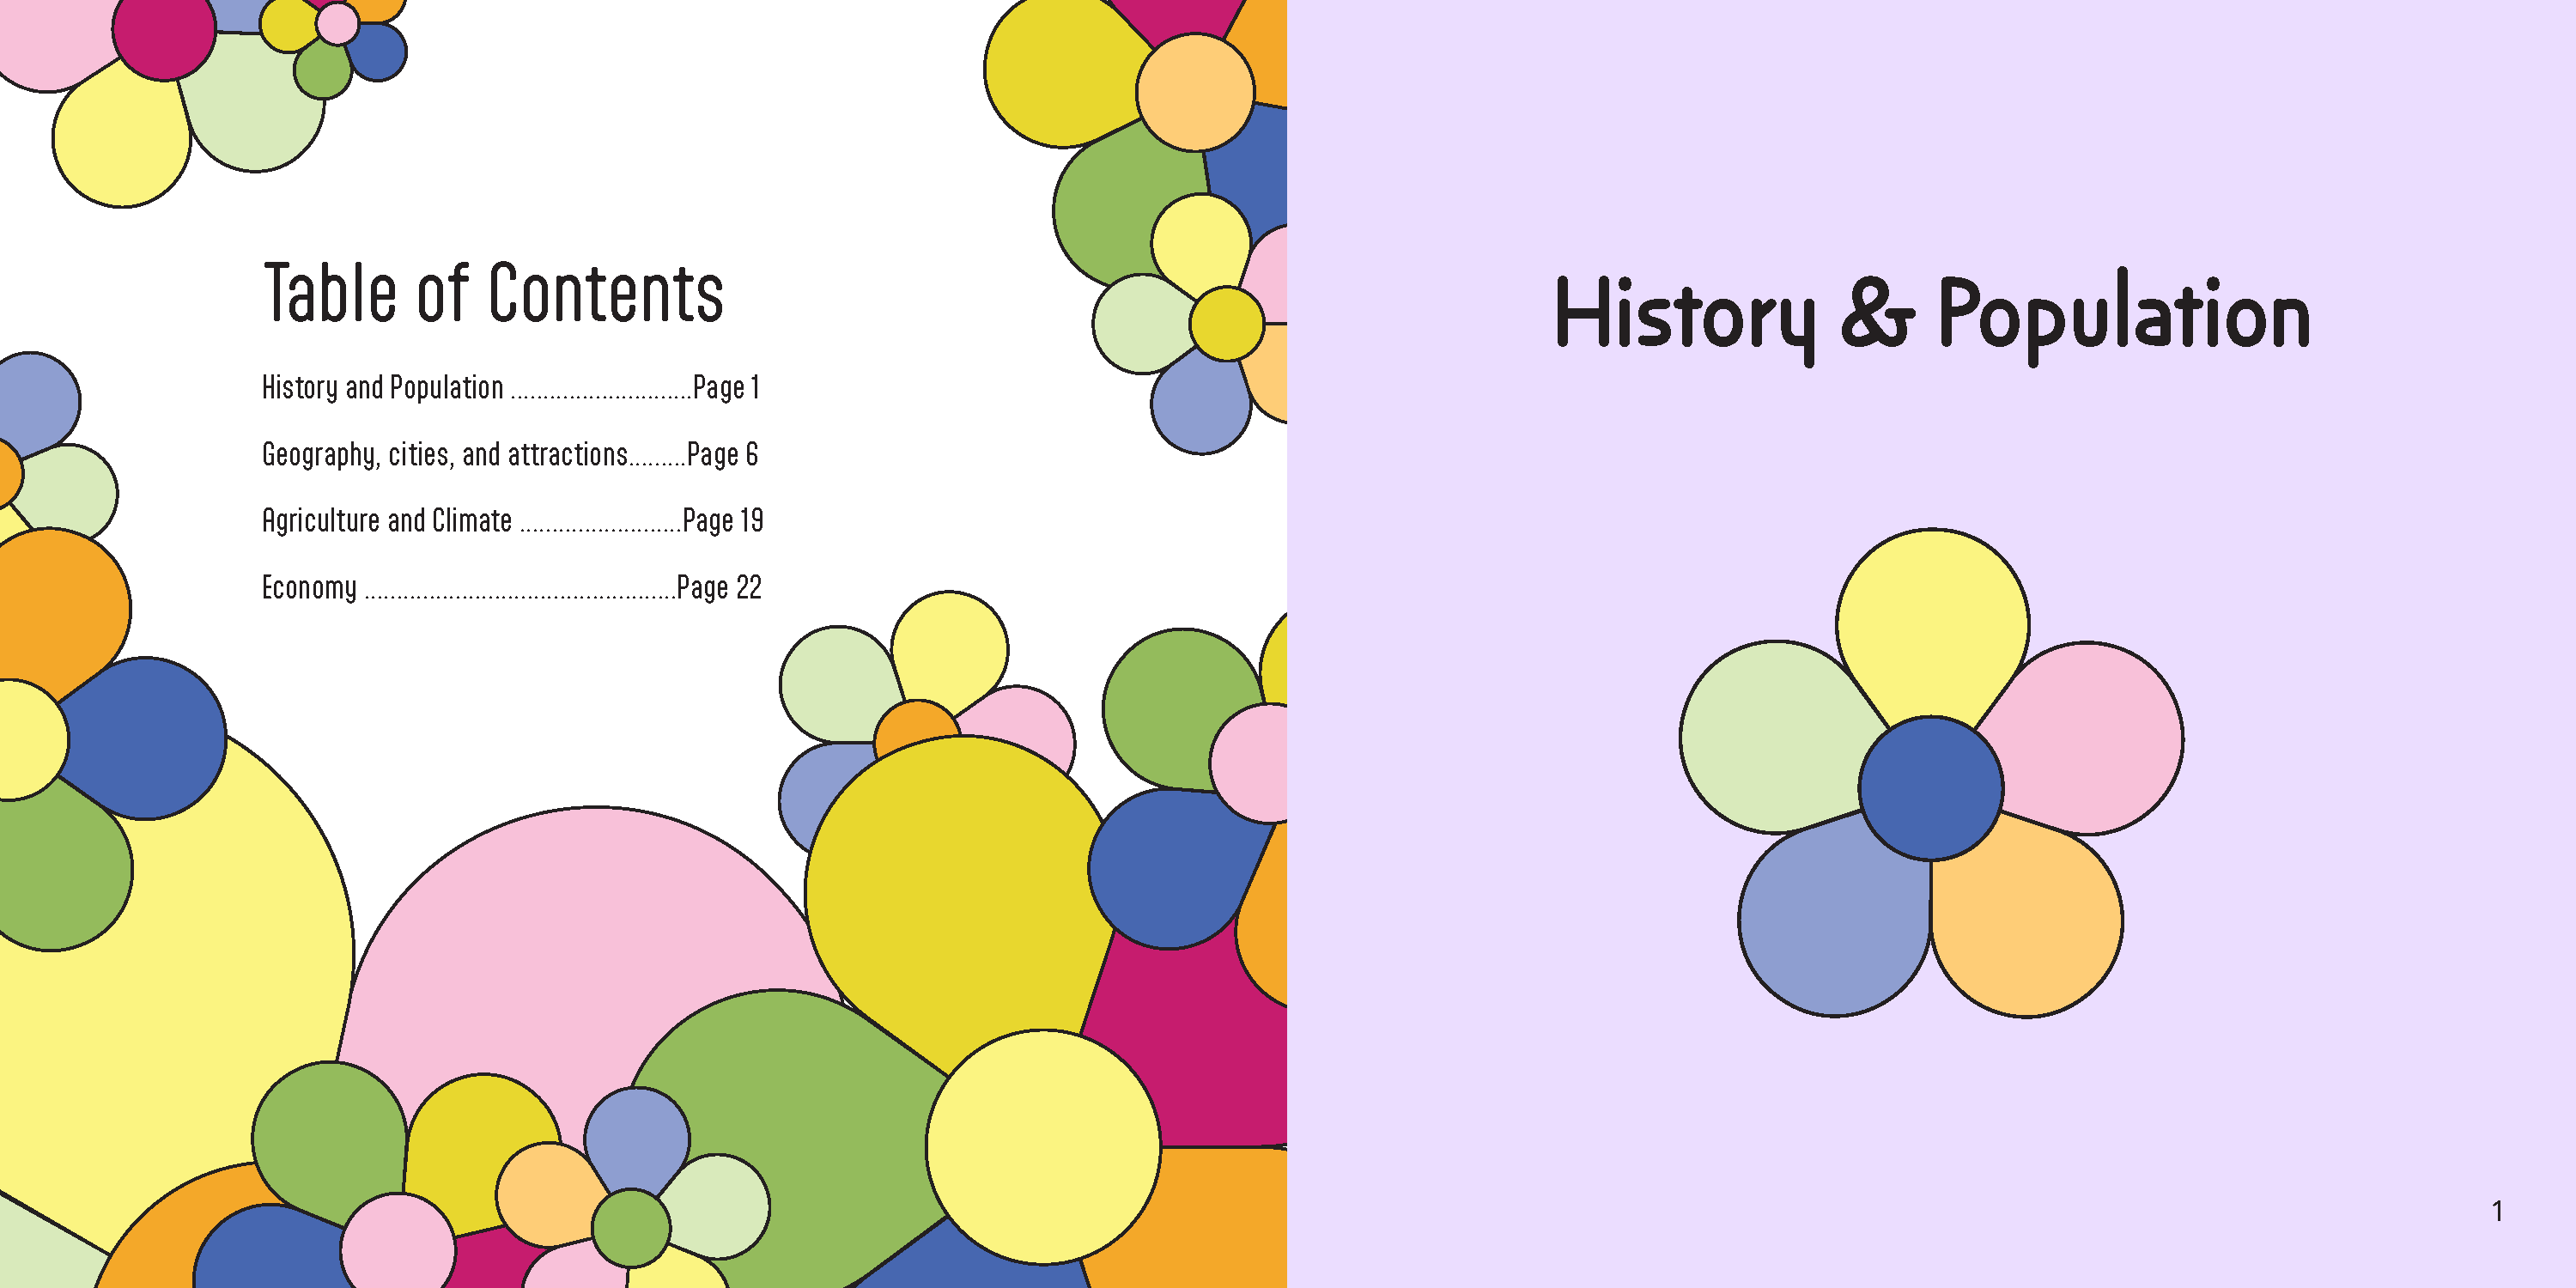 Table of Contents
History and Population ............................Page 1
Geography, cities, and attractions.........Page 6
Agriculture and Climate .........................Page 19
Economy ................................................Page 22
History & Population
1